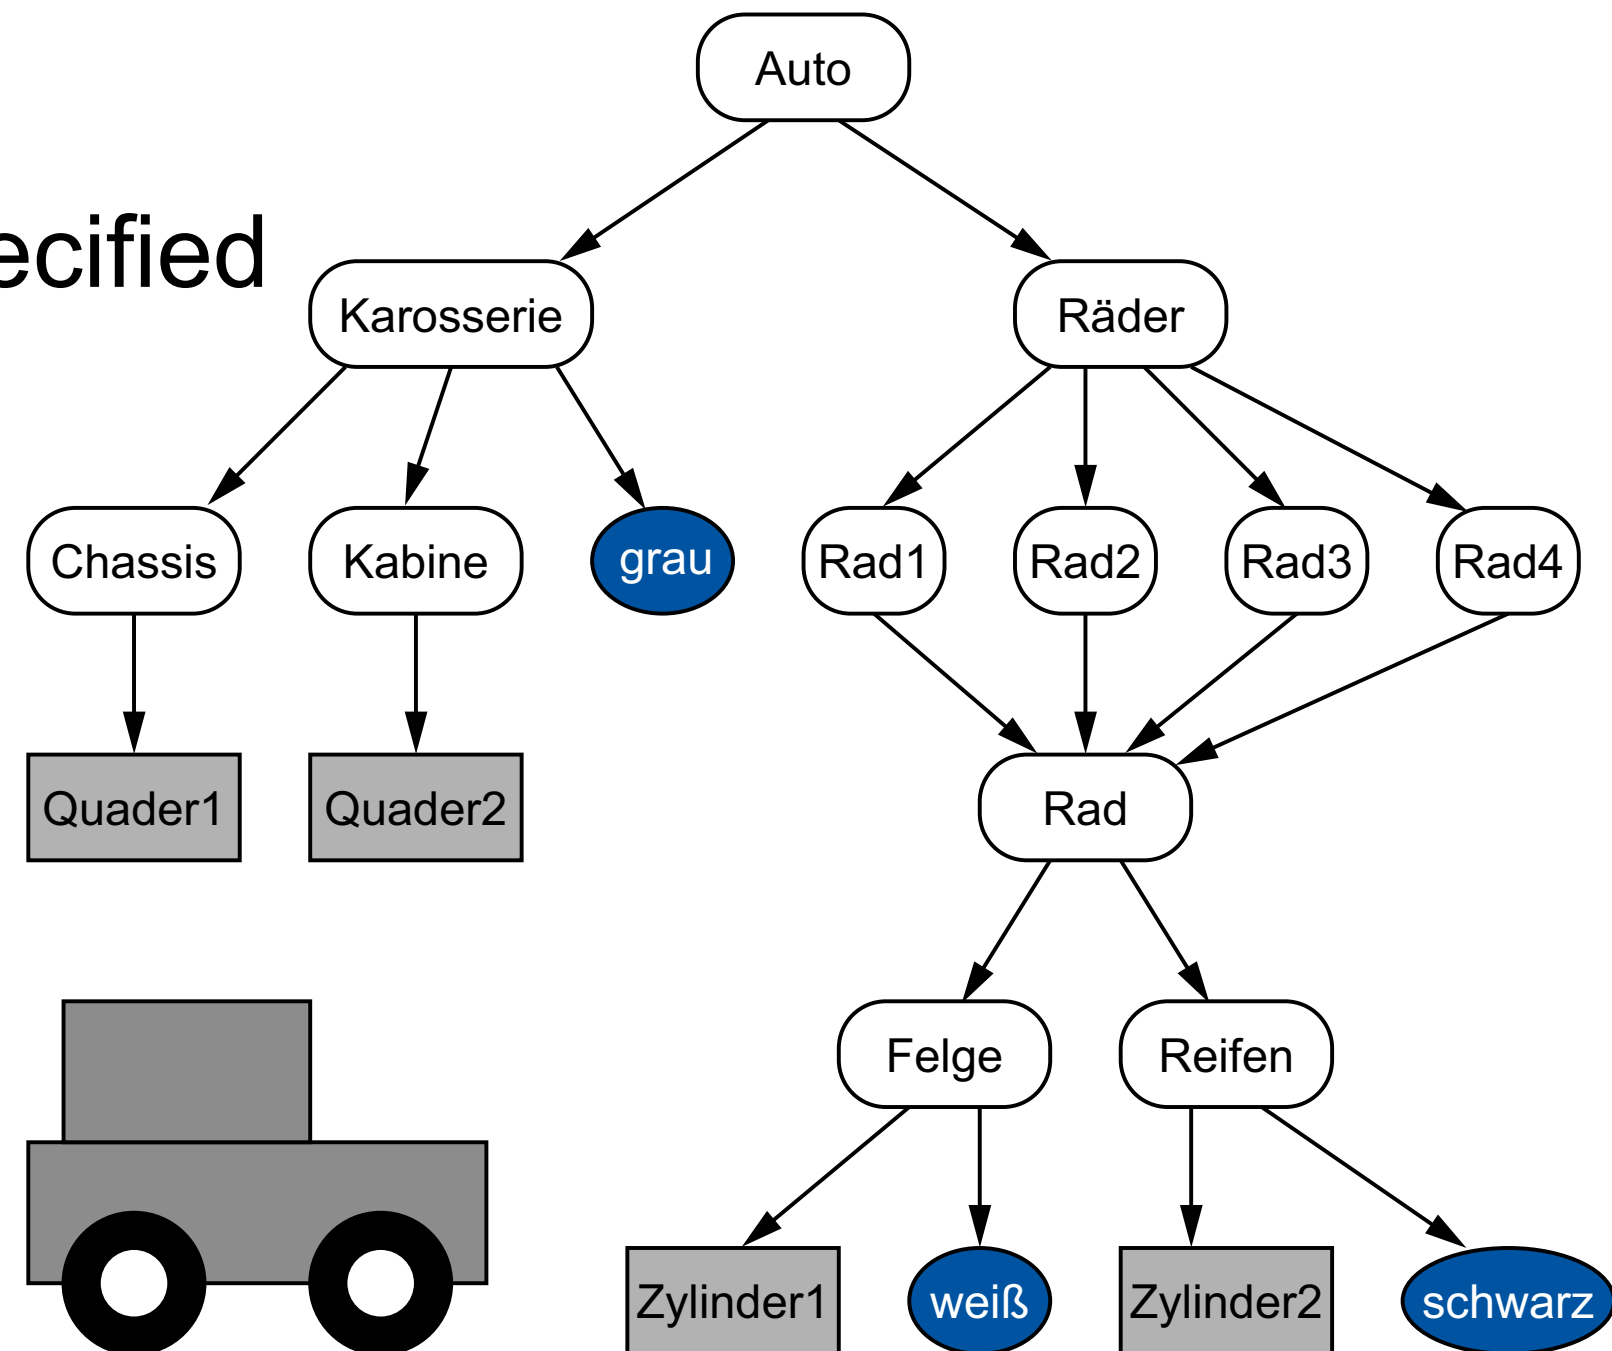 Auto
ecified
Karosserie
Räder
Chassis
Kabine
grau
Rad1
Rad2
Rad3
Rad4
Quader1
Quader2
Rad
Felge
Reifen
Zylinder1
weiß
Zylinder2
schwarz